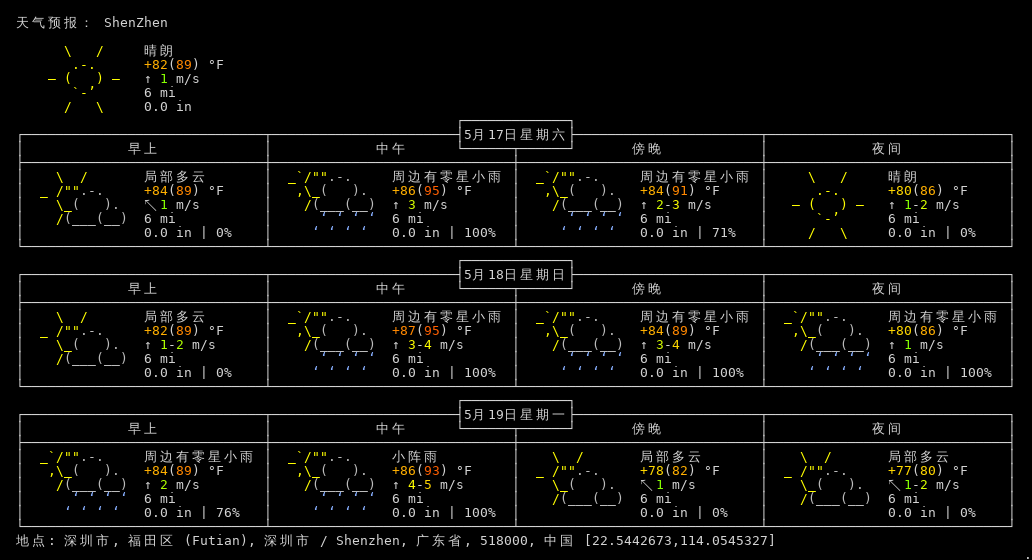 天气预报： ShenZhen
晴朗
+82(89) °F
↑ 1 m/s
6 mi
0.0 in
5月17日星期六
早上 中午 傍晚 夜间
局部多云 周边有零星小雨 周边有零星小雨 晴朗
+84(89) °F +86(95) °F +84(91) °F +80(86) °F
↖ 1 m/s ↑ 3 m/s ↑ 2-3 m/s ↑ 1-2 m/s
6 mi 6 mi 6 mi 6 mi
0.0 in | 0% 0.0 in | 100% 0.0 in | 71% 0.0 in | 0%
5月18日星期日
早上 中午 傍晚 夜间
局部多云 周边有零星小雨 周边有零星小雨 周边有零星小雨
+82(89) °F +87(95) °F +84(89) °F +80(86) °F
↑ 1-2 m/s ↑ 3-4 m/s ↑ 3-4 m/s ↑ 1 m/s
6 mi 6 mi 6 mi 6 mi
0.0 in | 0% 0.0 in | 100% 0.0 in | 100% 0.0 in | 100%
5月19日星期一
早上 中午 傍晚 夜间
周边有零星小雨 小阵雨 局部多云 局部多云
+84(89) °F +86(93) °F +78(82) °F +77(80) °F
↑ 2 m/s ↑ 4-5 m/s ↖ 1 m/s ↖ 1-2 m/s
6 mi 6 mi 6 mi 6 mi
0.0 in | 76% 0.0 in | 100% 0.0 in | 0% 0.0 in | 0%
地点: 深圳市, 福田区 (Futian), 深圳市 / Shenzhen, 广东省, 518000, 中国 [22.5442673,114.0545327]